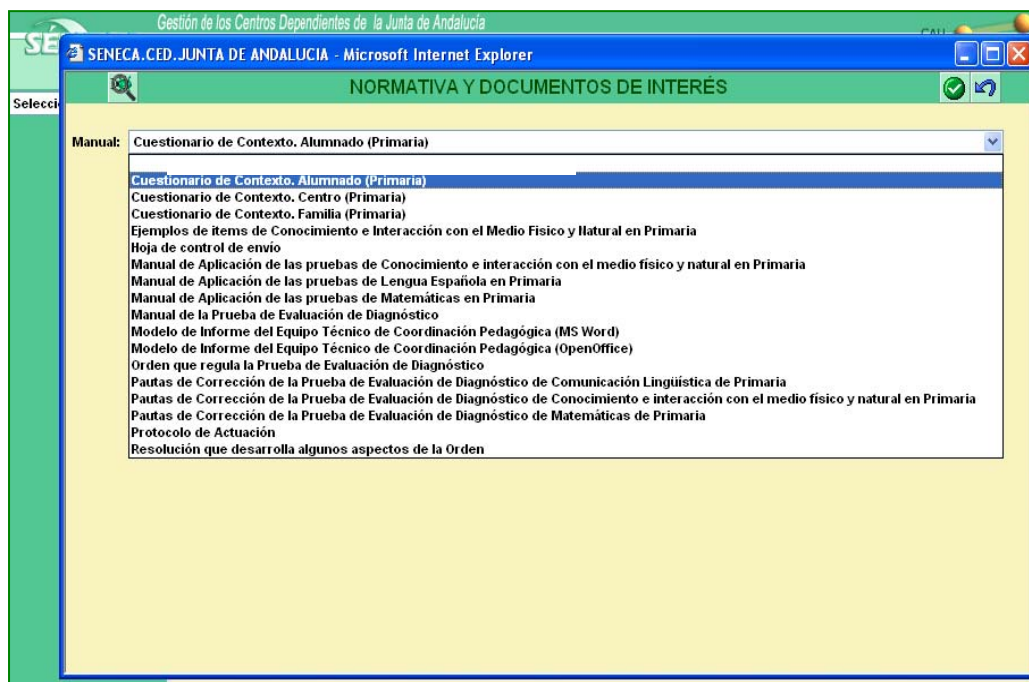 Gestión de los Centros Dependientes de la Junta de Andalucía
CAU
SÉ
SENECA.CED.JUNTA DE ANDALUCIA - Microsoft Internet Explorer
NORMATIVA Y DOCUMENTOS DE INTERÉS
Selecci
Manual: Cuestionario de Contexto. Alumnado (Primaria)
Cuestionario de Contexto. Alumnado (Primaria)
Cuestionario de Contexto. Centro (Primaria)
Cuestionario de Contexto. Familia (Primaria)
Ejemplos de items de Conocimiento e Interacción con el Medio Fisico y Natural en Primaria
Hoja de control de envío
Manual de Aplicación de las pruebas de Conocimiento e interacción con el medio físico y natural en Primaria
Manual de Aplicación de las pruebas de Lengua Española en Primaria
Manual de Aplicación de las pruebas de Matemáticas en Primaria
Manual de la Prueba de Evaluación de Diagnóstico
Modelo de Informe del Equipo Técnico de Coordinación Pedagógica (MS Word)
Modelo de Informe del Equipo Técnico de Coordinación Pedagógica (OpenOffice)
Orden que regula la Prueba de Evaluación de Diagnóstico
Pautas de Corrección de la Prueba de Evaluación de Diagnóstico de Comunicación Lingüística de Primaria
Pautas de Corrección de la Prueba de Evaluación de Diagnóstico de Conocimiento e interacción con el medio físico y natural en Primaria
Pautas de Corrección de la Prueba de Evaluación de Diagnóstico de Matemáticas de Primaria
Protocolo de Actuación
Resolución que desarrolla algunos aspectos de la Orden